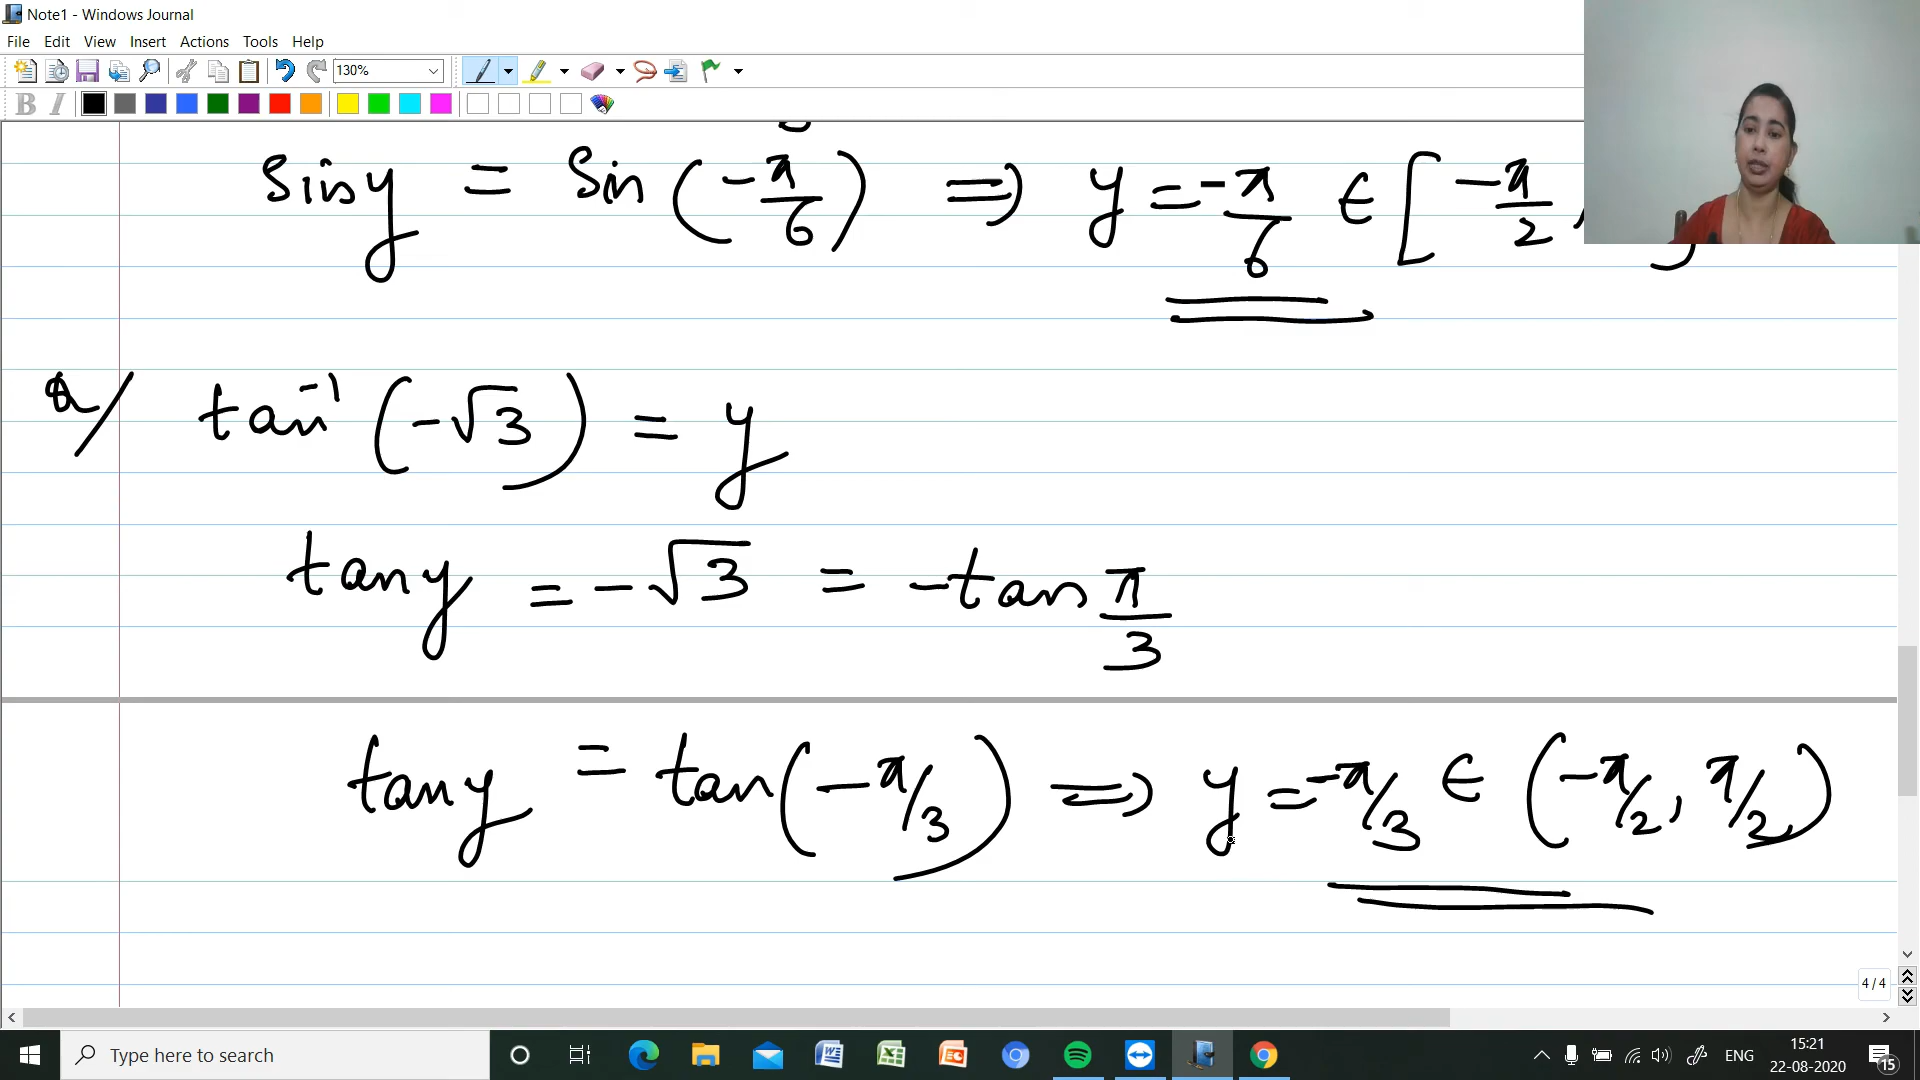 Note1 - Windows Journal
File Edit View Insert Actions Tools Help
130%
B I
sin y = sin (-π/6) ⇒ y = -π/6 ∈ [-π/2,
Q/ tan⁻¹ (-√3) = y
tan y = -√3 = -tan π/3
tan y = tan(-π/3) ⇒ y = -π/3 ∈ (-π/2, π/2)
4 / 4
Type here to search
ENG
15:21
22-08-2020
15